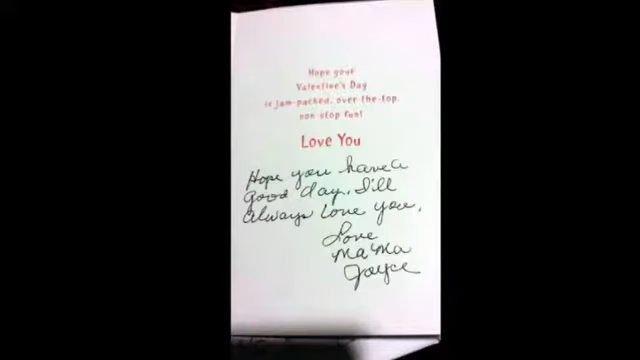 Hope your
Valentine's Day
is jam-packed, over-the-top,
non-stop fun!
Love You
Hope you have a
good day. I'll
always love you,
Love
Ma'Ma
Joyce